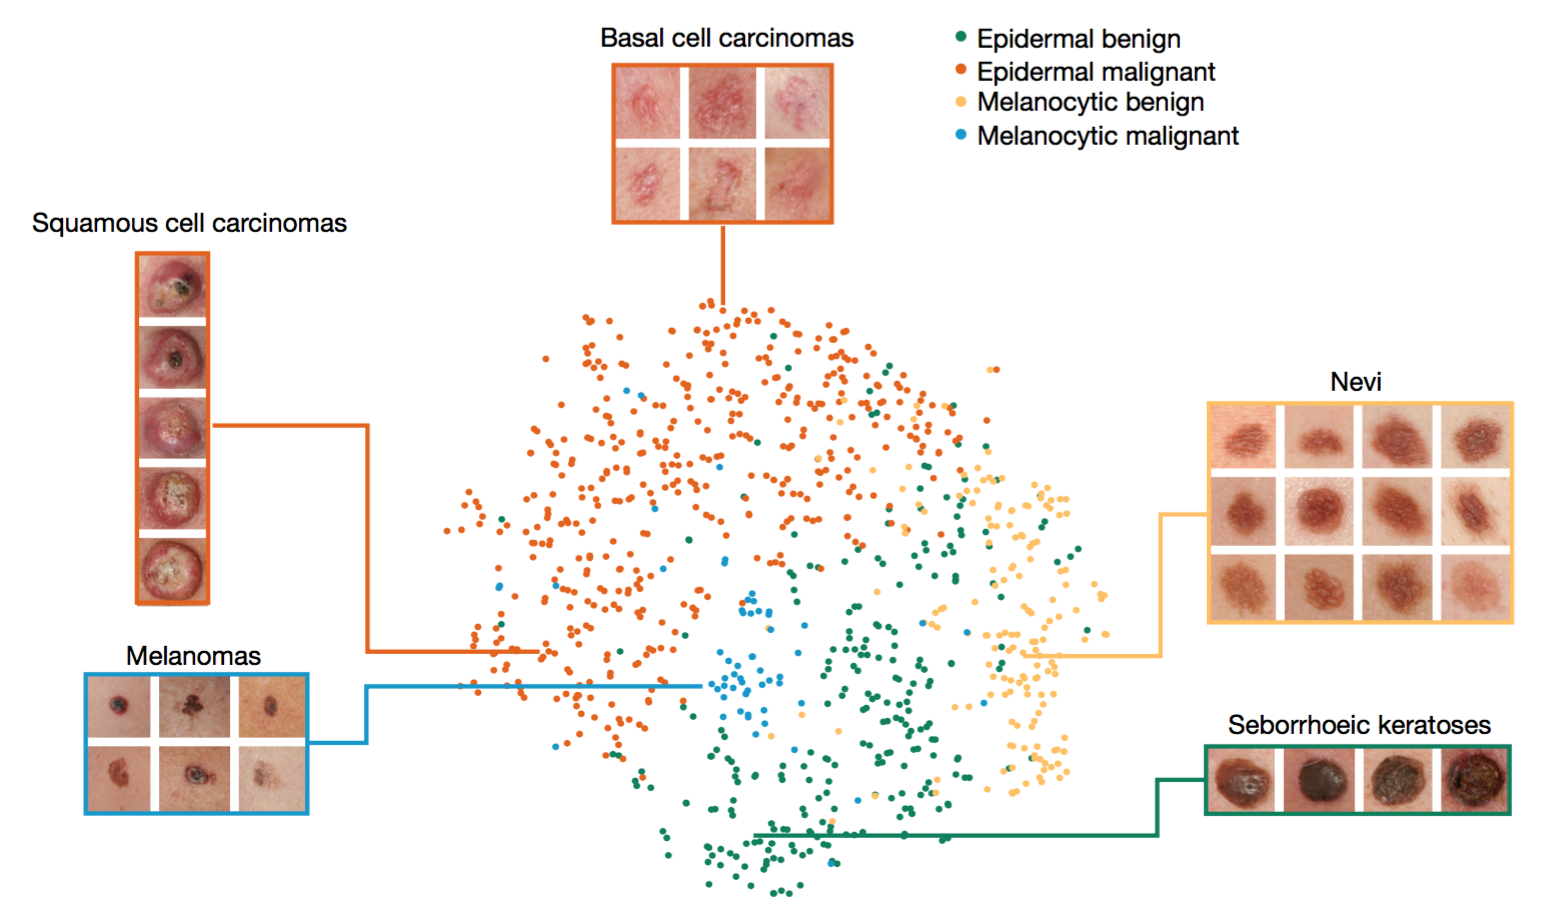 Basal cell carcinomas
Epidermal benign
Epidermal malignant
Melanocytic benign
Melanocytic malignant
Squamous cell carcinomas
Nevi
Melanomas
Seborrhoeic keratoses